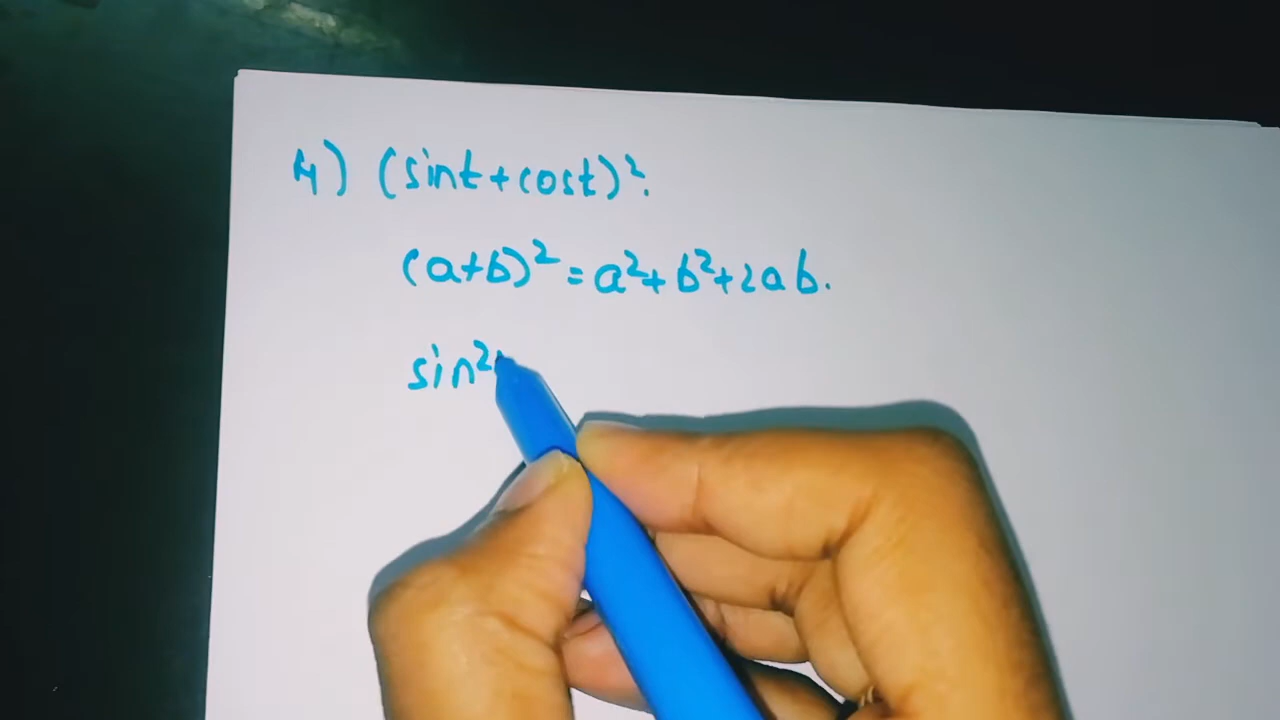 4) (sint+cost)².
(a+b)²=a²+b²+2ab.
sin²